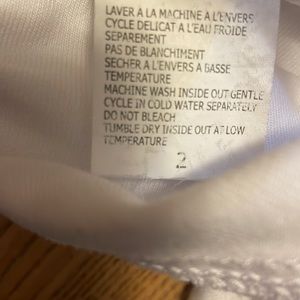 LAVER A LA MACHINE A L'ENVERS
CYCLE DELICAT A L'EAU FROIDE
SEPAREMENT
PAS DE BLANCHIMENT
SECHER A L'ENVERS A BASSE
TEMPERATURE
MACHINE WASH INSIDE OUT GENTLE
CYCLE IN COLD WATER SEPARATELY
DO NOT BLEACH
TUMBLE DRY INSIDE OUT AT LOW
TEMPERATURE
2